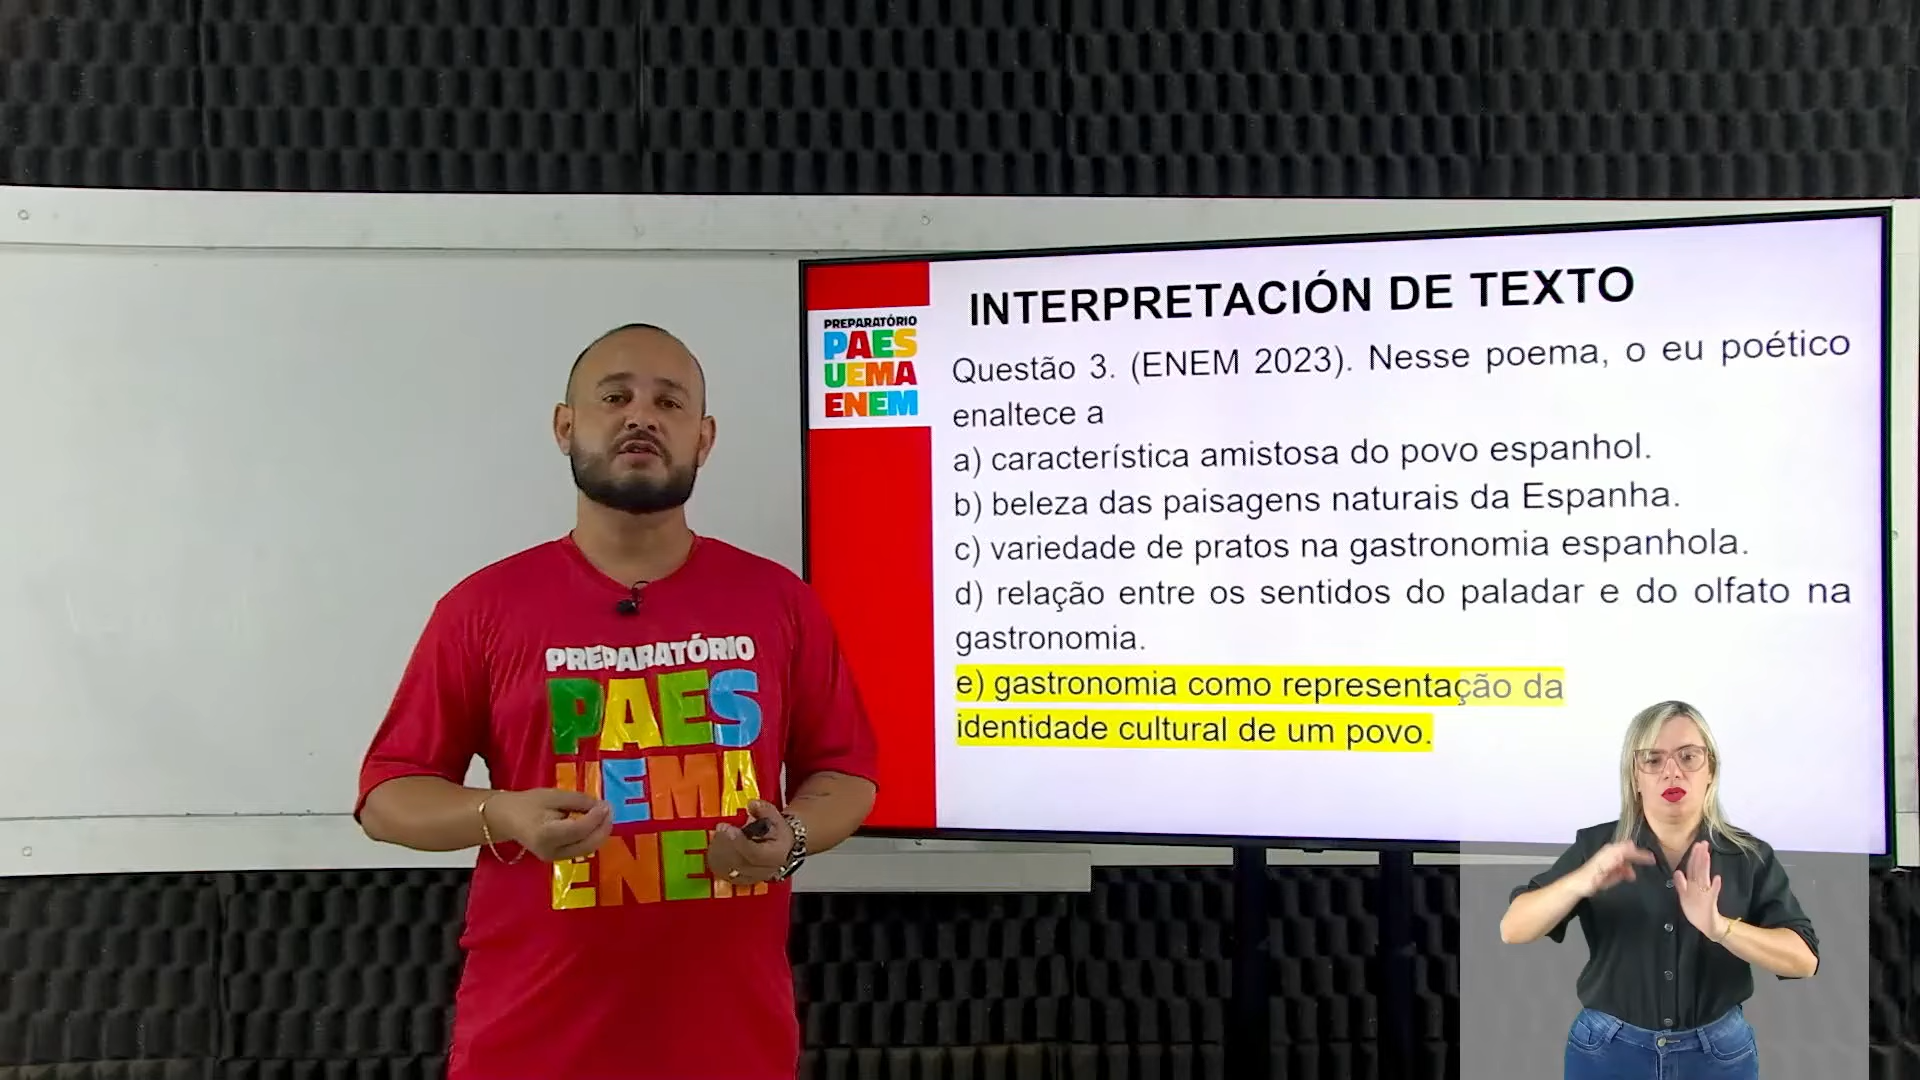 INTERPRETACIÓN DE TEXTO
PREPARATÓRIO
PAES
UEMA
ENEM
Questão 3. (ENEM 2023). Nesse poema, o eu poético
enaltece a
a) característica amistosa do povo espanhol.
b) beleza das paisagens naturais da Espanha.
c) variedade de pratos na gastronomia espanhola.
d) relação entre os sentidos do paladar e do olfato na
gastronomia.
e) gastronomia como representação da
identidade cultural de um povo.
PREPARATÓRIO
PAES
UEMA
ENEM